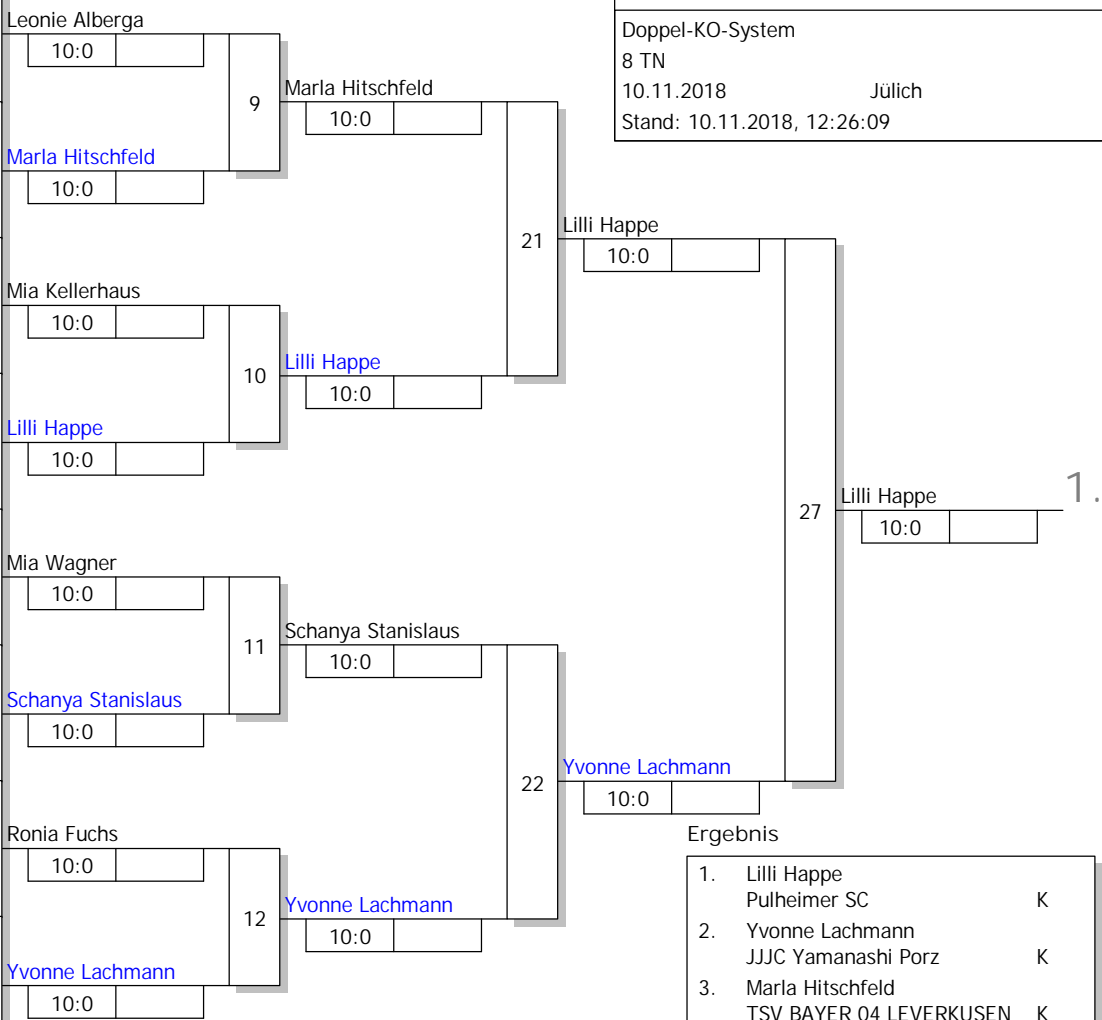 Leonie Alberga
10:0
9
Marla Hitschfeld
10:0
Marla Hitschfeld
10:0
Doppel-KO-System
8 TN
10.11.2018 Jülich
Stand: 10.11.2018, 12:26:09
21
Lilli Happe
10:0
Mia Kellerhaus
10:0
10
Lilli Happe
10:0
Lilli Happe
10:0
27
Lilli Happe
10:0
1.
Mia Wagner
10:0
11
Schanya Stanislaus
10:0
Schanya Stanislaus
10:0
22
Yvonne Lachmann
10:0
Ronia Fuchs
10:0
12
Yvonne Lachmann
10:0
Yvonne Lachmann
10:0
Ergebnis
1. Lilli Happe
Pulheimer SC K
2. Yvonne Lachmann
JJJC Yamanashi Porz K
3. Marla Hitschfeld
TSV BAYER 04 LEVERKUSEN K